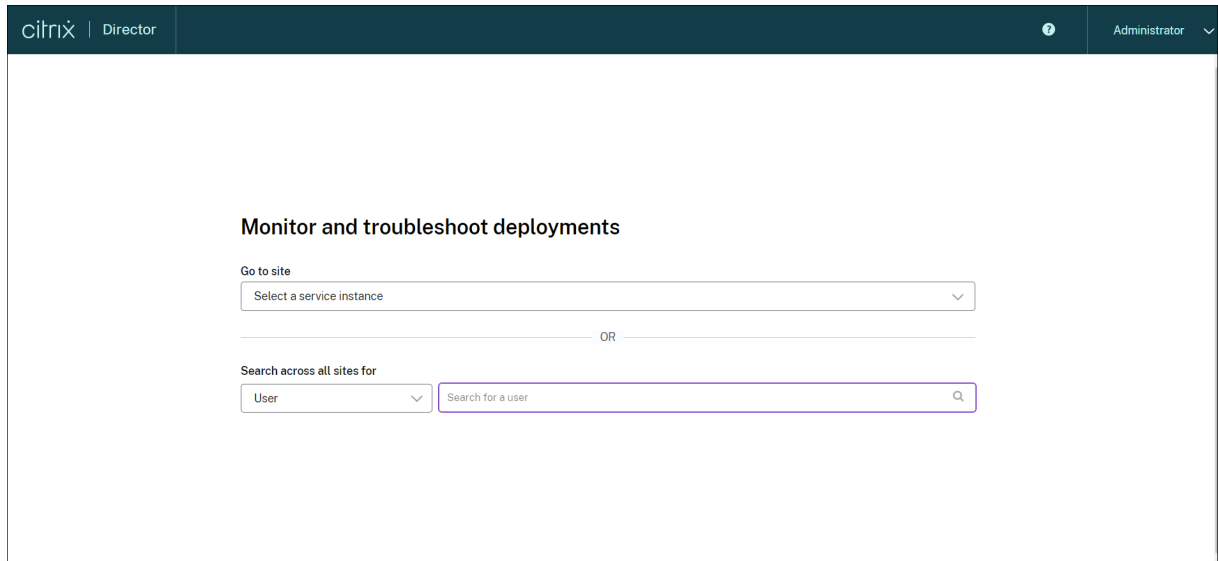 citrix | Director
?
Administrator
Monitor and troubleshoot deployments
Go to site
Select a service instance
OR
Search across all sites for
User
Search for a user